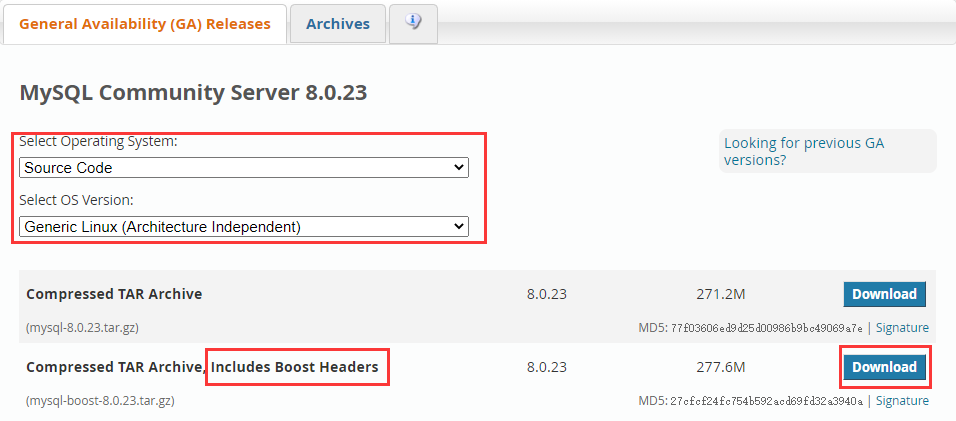 General Availability (GA) Releases
Archives
MySQL Community Server 8.0.23
Select Operating System:
Source Code
Looking for previous GA
versions?
Select OS Version:
Generic Linux (Architecture Independent)
Compressed TAR Archive 8.0.23 271.2M Download
(mysql-8.0.23.tar.gz) MD5: 77f03606ed9d25d00986b9bc49069a7e | Signature
Compressed TAR Archive, Includes Boost Headers 8.0.23 277.6M Download
(mysql-boost-8.0.23.tar.gz) MD5: 27cfcf24fc754b592acd69fd32a3940a | Signature